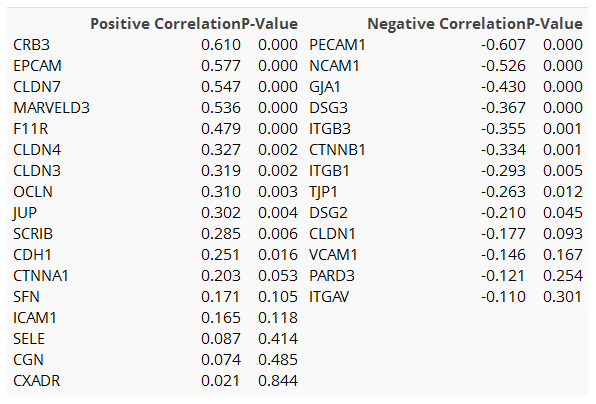 Positive Correlation P-Value Negative Correlation P-Value
CRB3 0.610 0.000 PECAM1 -0.607 0.000
EPCAM 0.577 0.000 NCAM1 -0.526 0.000
CLDN7 0.547 0.000 GJA1 -0.430 0.000
MARVELD3 0.536 0.000 DSG3 -0.367 0.000
F11R 0.479 0.000 ITGB3 -0.355 0.001
CLDN4 0.327 0.002 CTNNB1 -0.334 0.001
CLDN3 0.319 0.002 ITGB1 -0.293 0.005
OCLN 0.310 0.003 TJP1 -0.263 0.012
JUP 0.302 0.004 DSG2 -0.210 0.045
SCRIB 0.285 0.006 CLDN1 -0.177 0.093
CDH1 0.251 0.016 VCAM1 -0.146 0.167
CTNNA1 0.203 0.053 PARD3 -0.121 0.254
SFN 0.171 0.105 ITGAV -0.110 0.301
ICAM1 0.165 0.118
SELE 0.087 0.414
CGN 0.074 0.485
CXADR 0.021 0.844